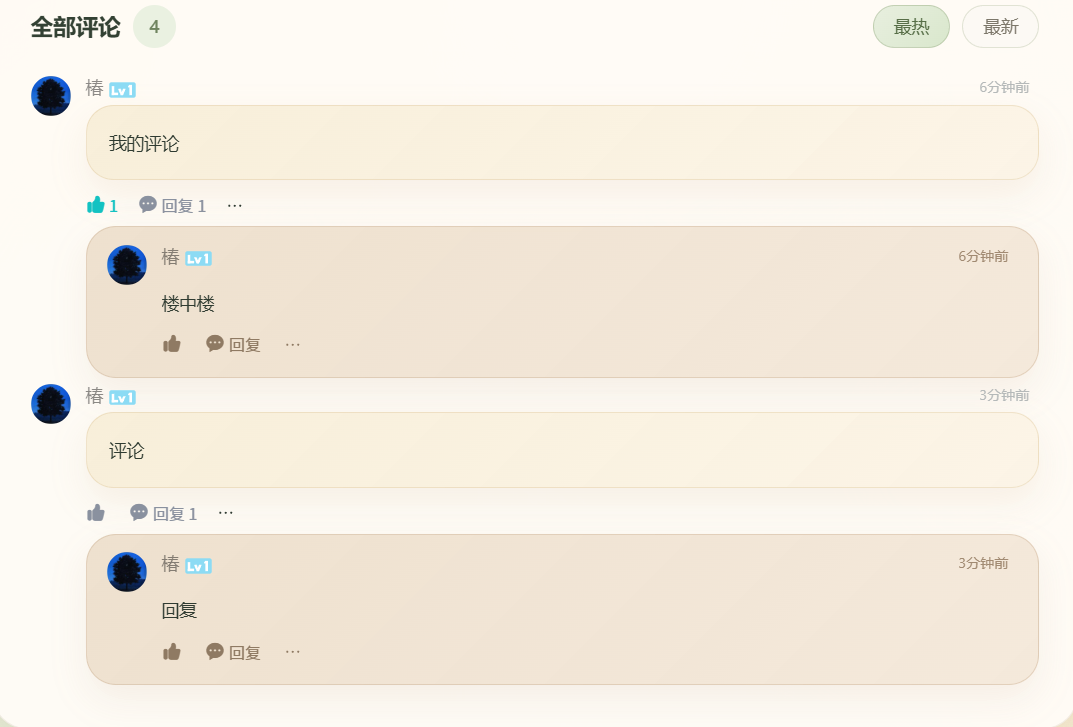 全部评论 4 最热 最新
椿 Lv1 6分钟前
我的评论
1 回复 1 ···
椿 Lv1 6分钟前
楼中楼
回复 ···
椿 Lv1 3分钟前
评论
回复 1 ···
椿 Lv1 3分钟前
回复
回复 ···